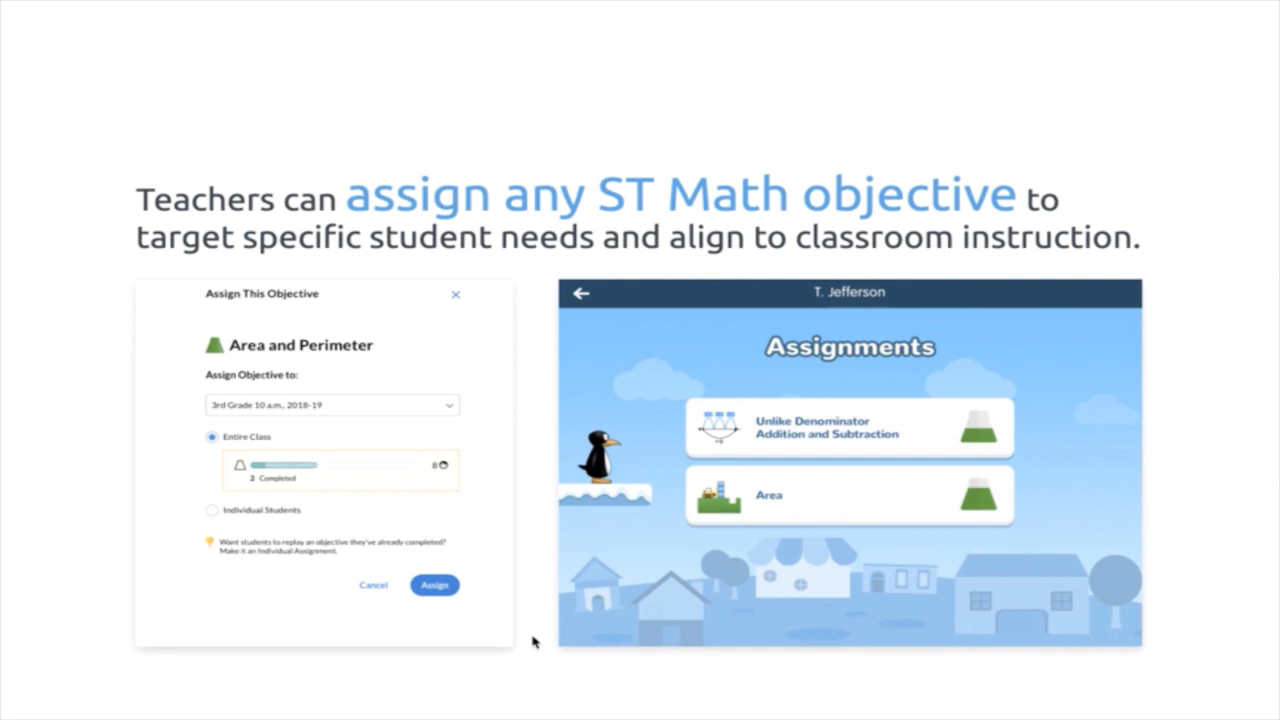 Teachers can assign any ST Math objective to
target specific student needs and align to classroom instruction.
Assign This Objective
Area and Perimeter
Assign Objective to:
3rd Grade 10 a.m., 2018-19
Entire Class
8
2 Completed
Individual Students
Want students to replay an objective they've already completed?
Make it an Individual Assignment.
Cancel
Assign
T. Jefferson
Assignments
Unlike Denominator
Addition and Subtraction
Area